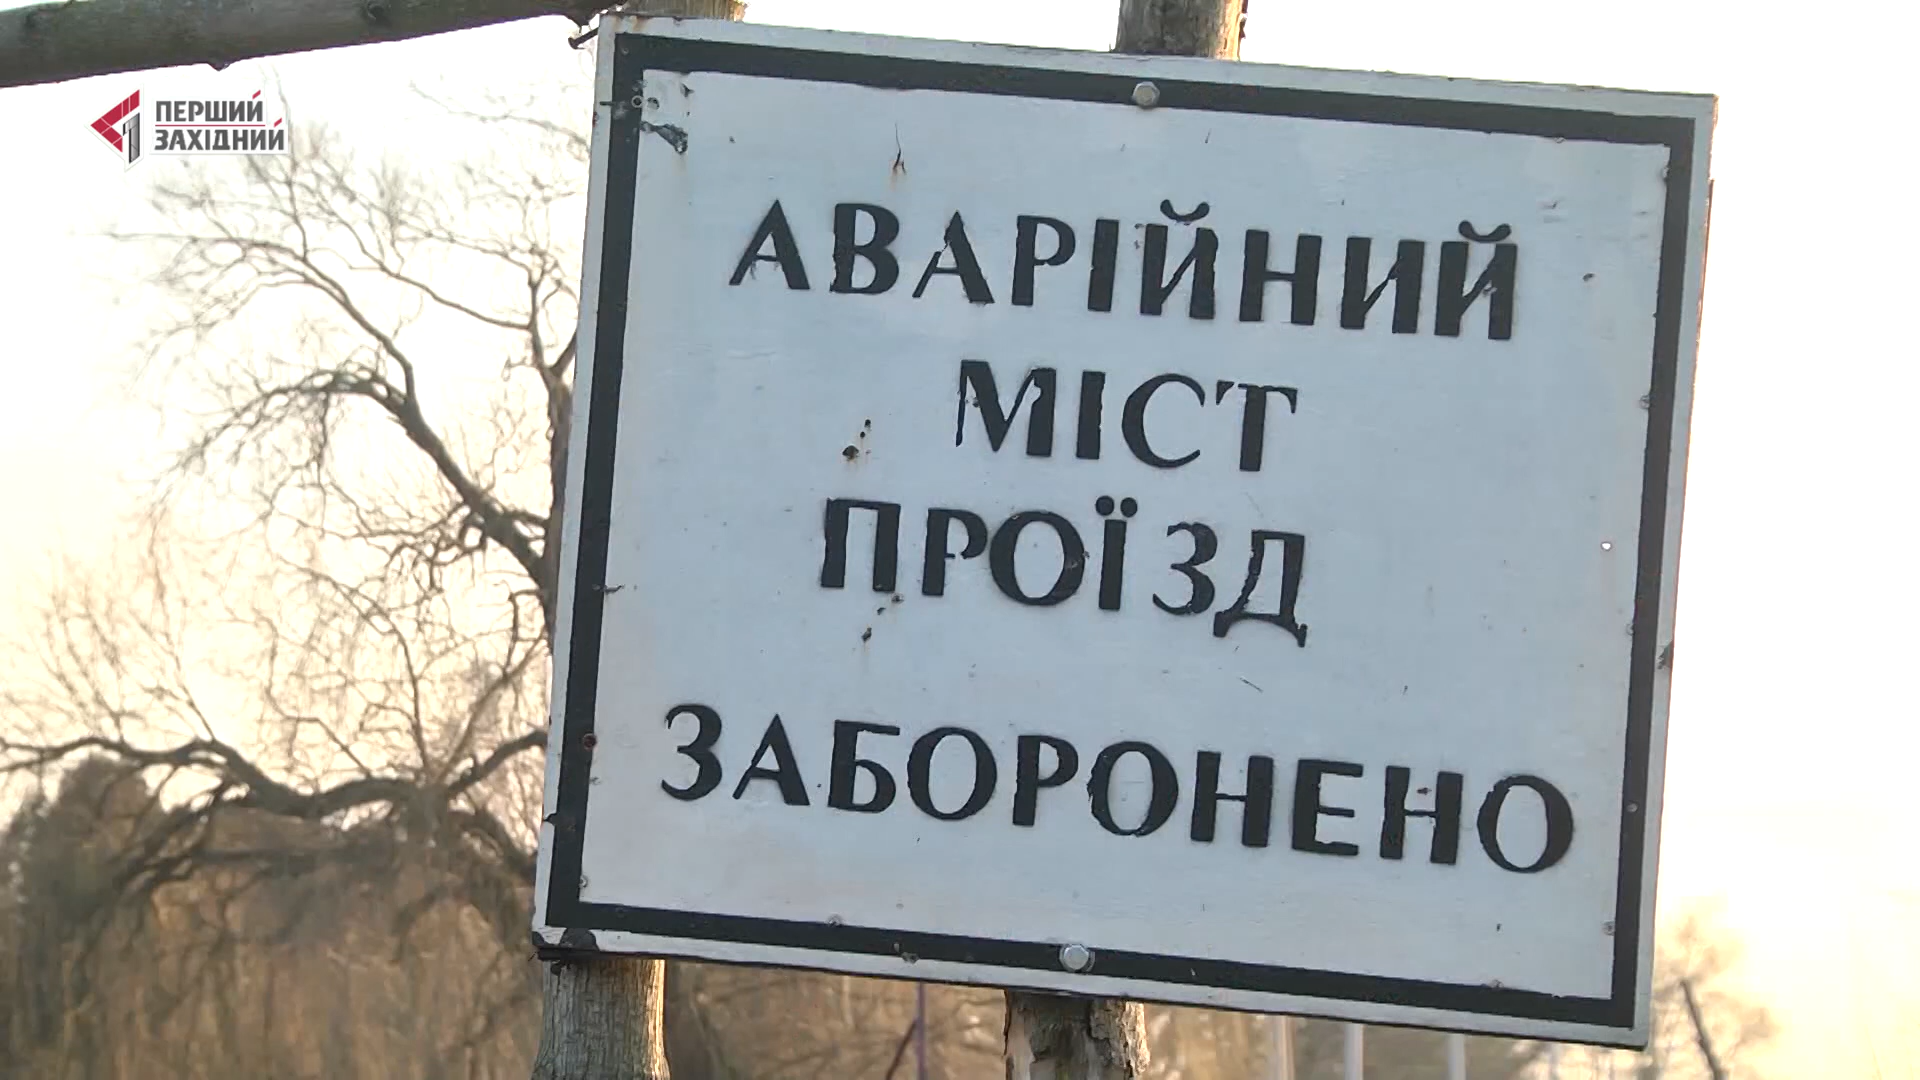 ПЕРШИЙ
ЗАХІДНИЙ
АВАРІЙНИЙ
МІСТ
ПРОЇЗД
ЗАБОРОНЕНО